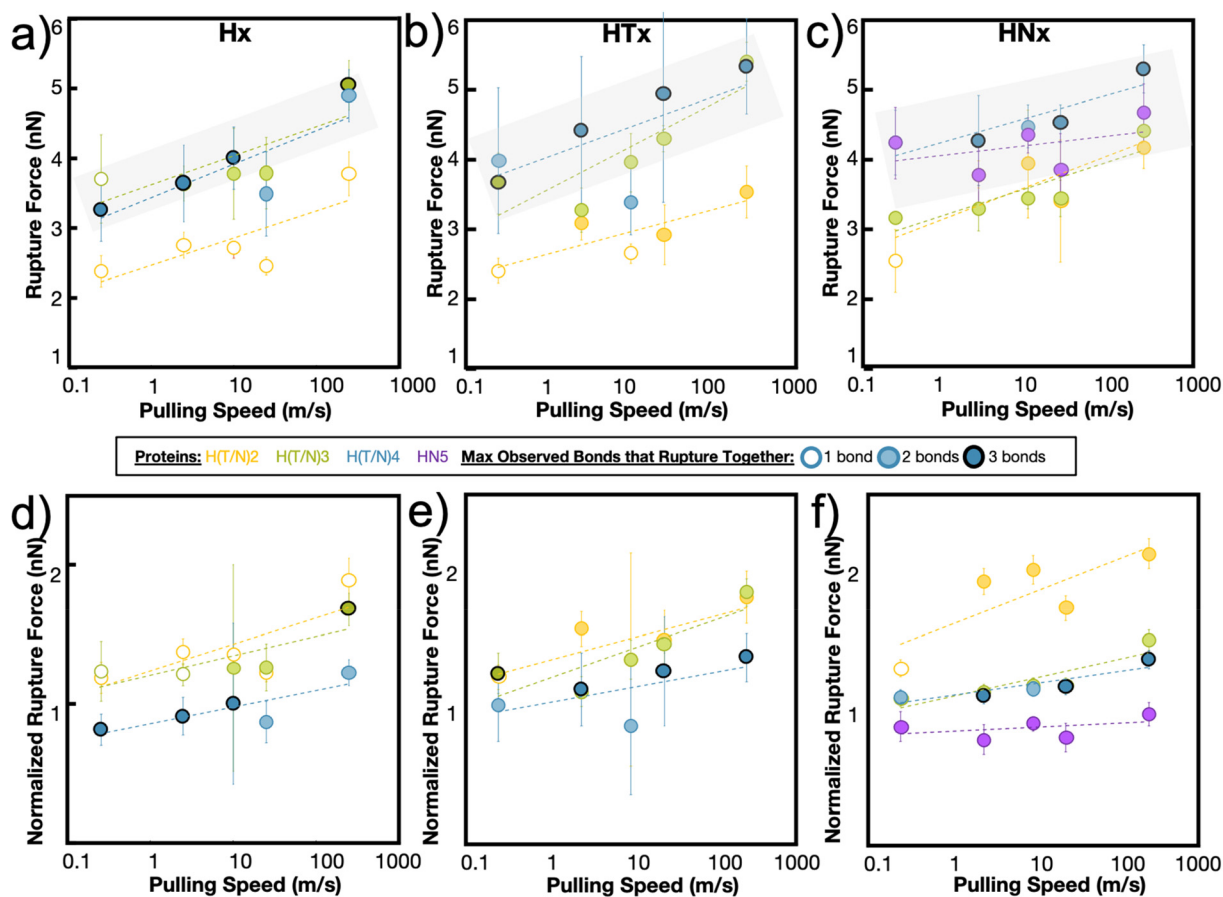 a)
Hx
b)
HTx
c)
HNx
Rupture Force (nN)
6
5
4
3
2
1
0.1
1
10
100
1000
Pulling Speed (m/s)
Rupture Force (nN)
6
5
4
3
2
1
0.1
1
10
100
1000
Pulling Speed (m/s)
Rupture Force (nN)
6
5
4
3
2
1
0.1
1
10
100
1000
Pulling Speed (m/s)
Proteins: H(T/N)2 H(T/N)3 H(T/N)4 HN5 Max Observed Bonds that Rupture Together: 1 bond 2 bonds 3 bonds
d)
e)
f)
Normalized Rupture Force (nN)
2
1
0.1
1
10
100
1000
Pulling Speed (m/s)
Normalized Rupture Force (nN)
2
1
0.1
1
10
100
1000
Pulling Speed (m/s)
Normalized Rupture Force (nN)
2
1
0.1
1
10
100
1000
Pulling Speed (m/s)